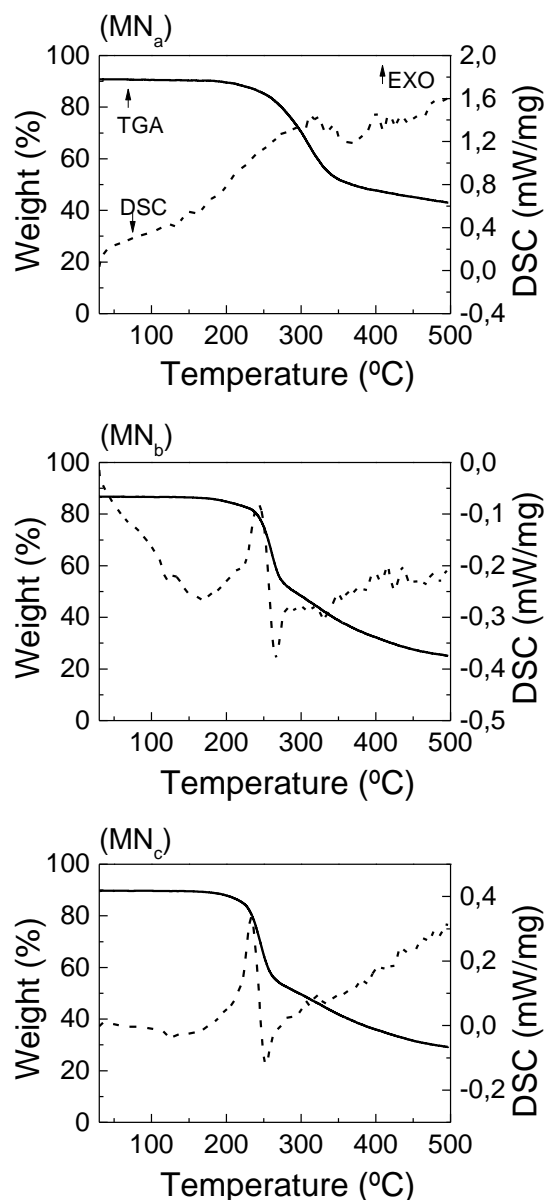 (MNa)
100
80
60
40
20
0
Weight (%)
TGA
DSC
EXO
2,0
1,6
1,2
0,8
0,4
0,0
-0,4
DSC (mW/mg)
100 200 300 400 500
Temperature (ºC)
(MNb)
100
80
60
40
20
0
Weight (%)
0,0
-0,1
-0,2
-0,3
-0,4
-0,5
DSC (mW/mg)
100 200 300 400 500
Temperature (ºC)
(MNc)
100
80
60
40
20
0
Weight (%)
0,4
0,2
0,0
-0,2
DSC (mW/mg)
100 200 300 400 500
Temperature (ºC)